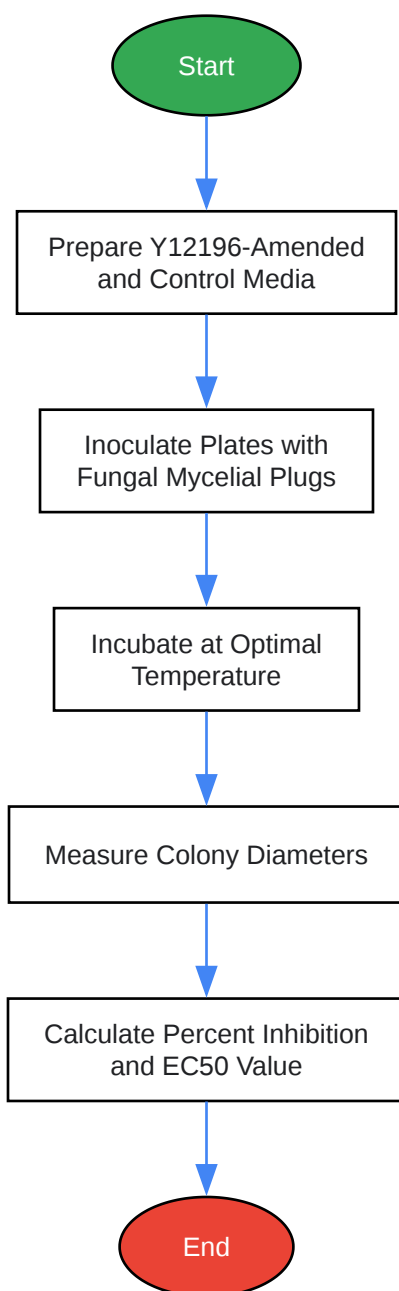 Start
Prepare Y12196-Amended
and Control Media
Inoculate Plates with
Fungal Mycelial Plugs
Incubate at Optimal
Temperature
Measure Colony Diameters
Calculate Percent Inhibition
and EC50 Value
End